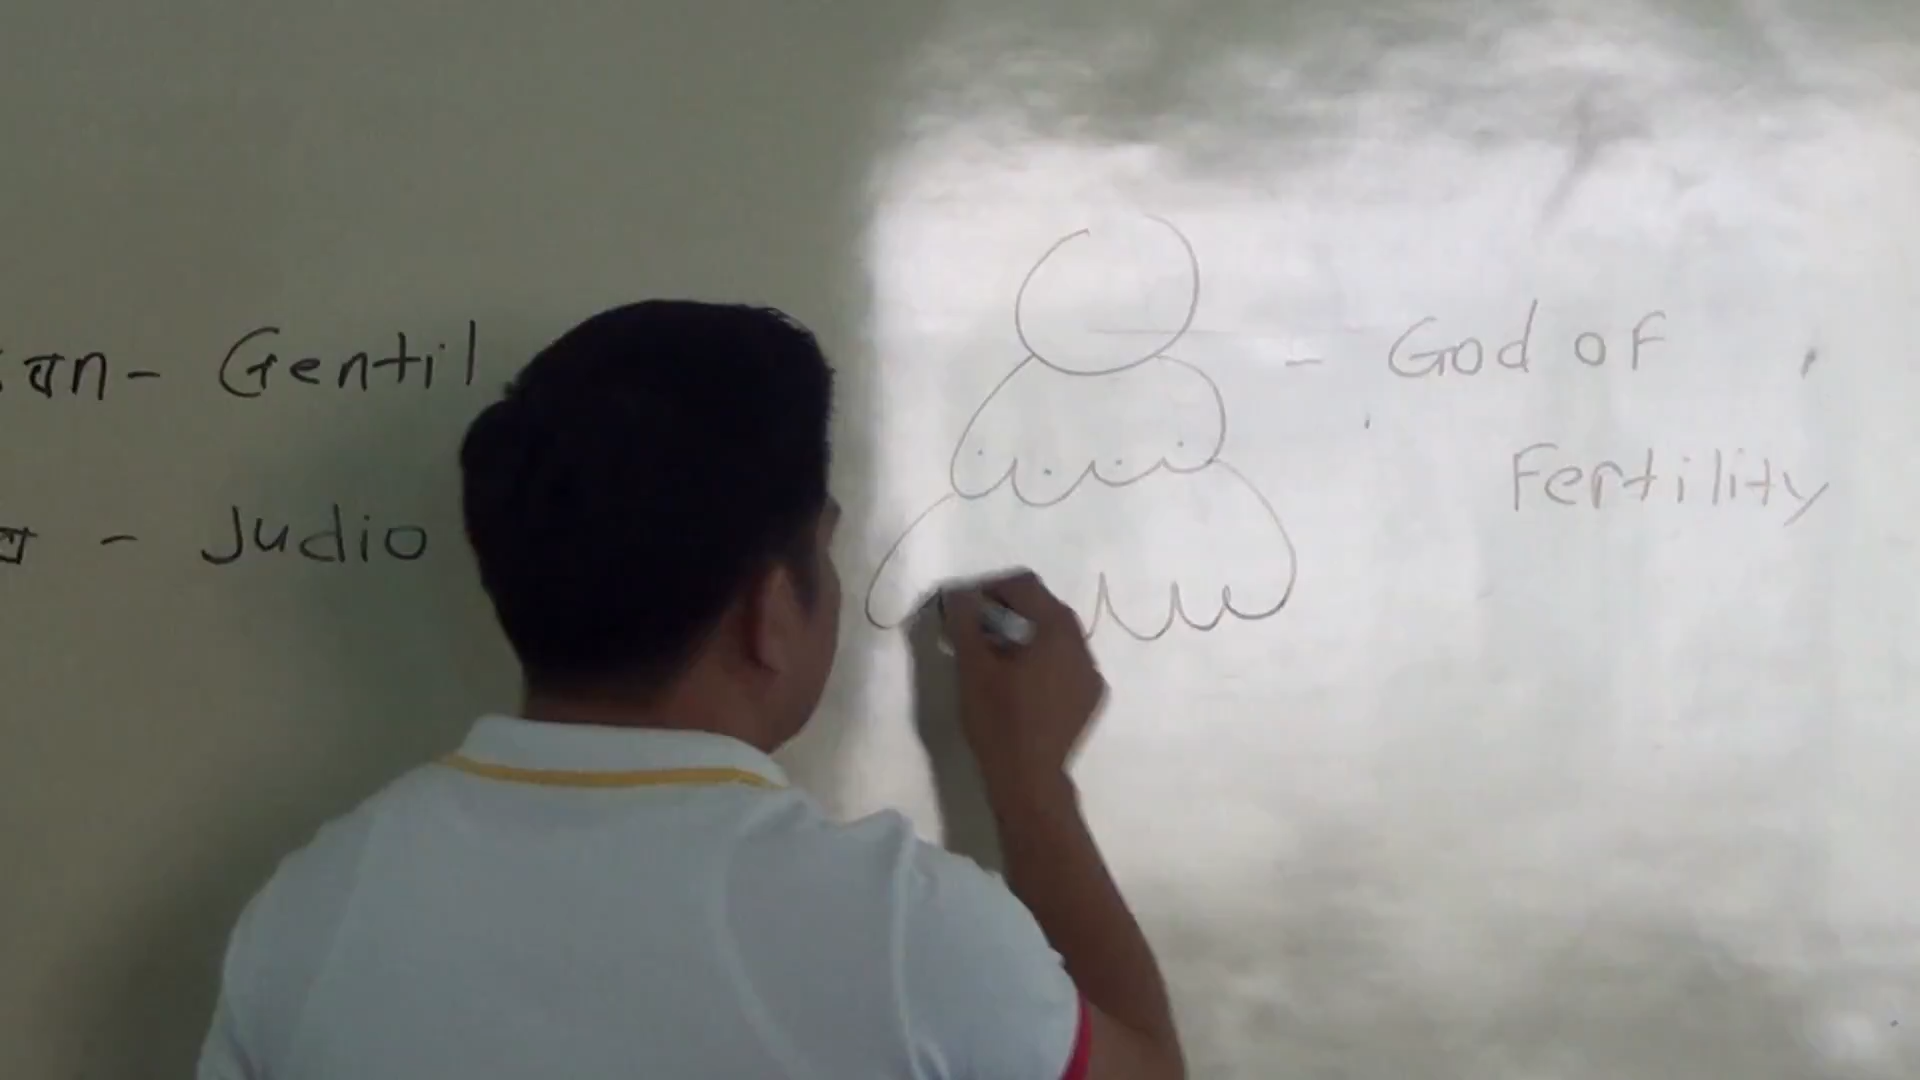 - Gentil
- Judio
- God of
Fertility